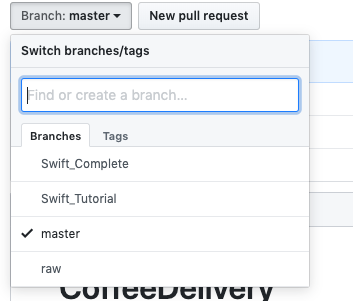 Branch: master
New pull request
Switch branches/tags
Find or create a branch...
Branches
Tags
Swift_Complete
Swift_Tutorial
master
raw
CoffeeDelivery